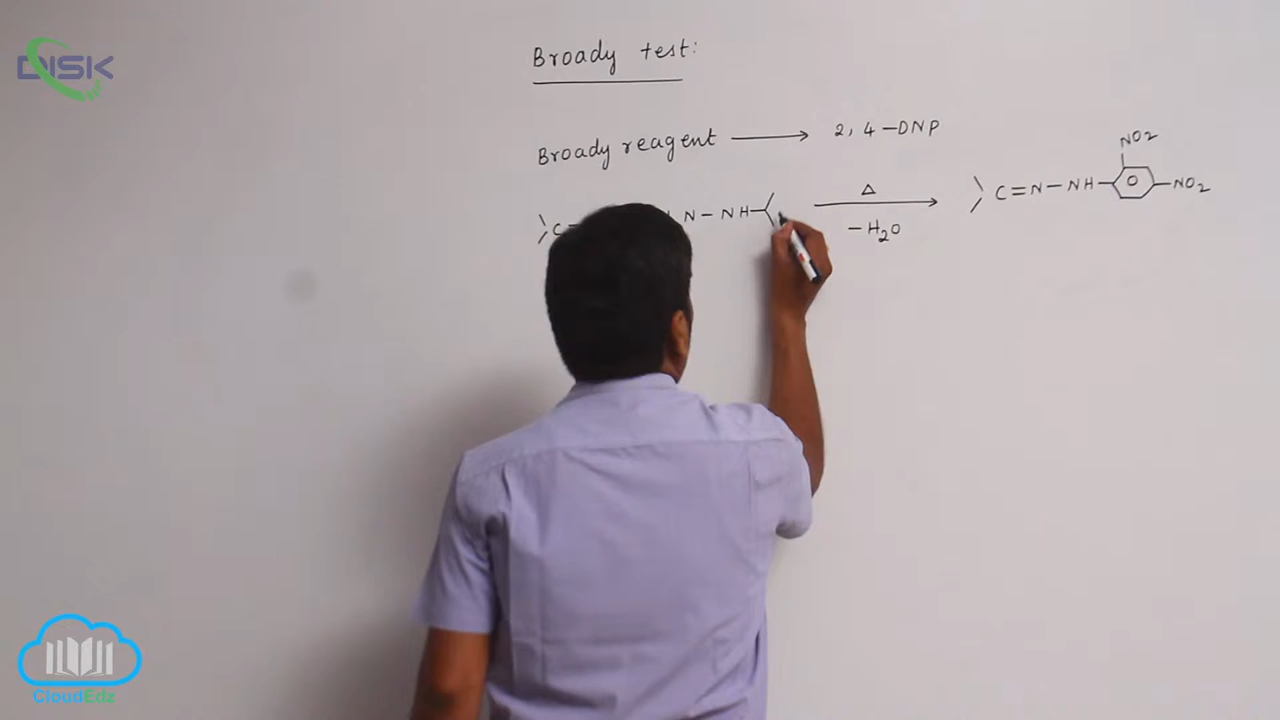 DISK
Broady test:
Broady reagent ⟶ 2, 4-DNP
C N - NH Δ -H2O C=N-NH NO2 NO2
CloudEdz